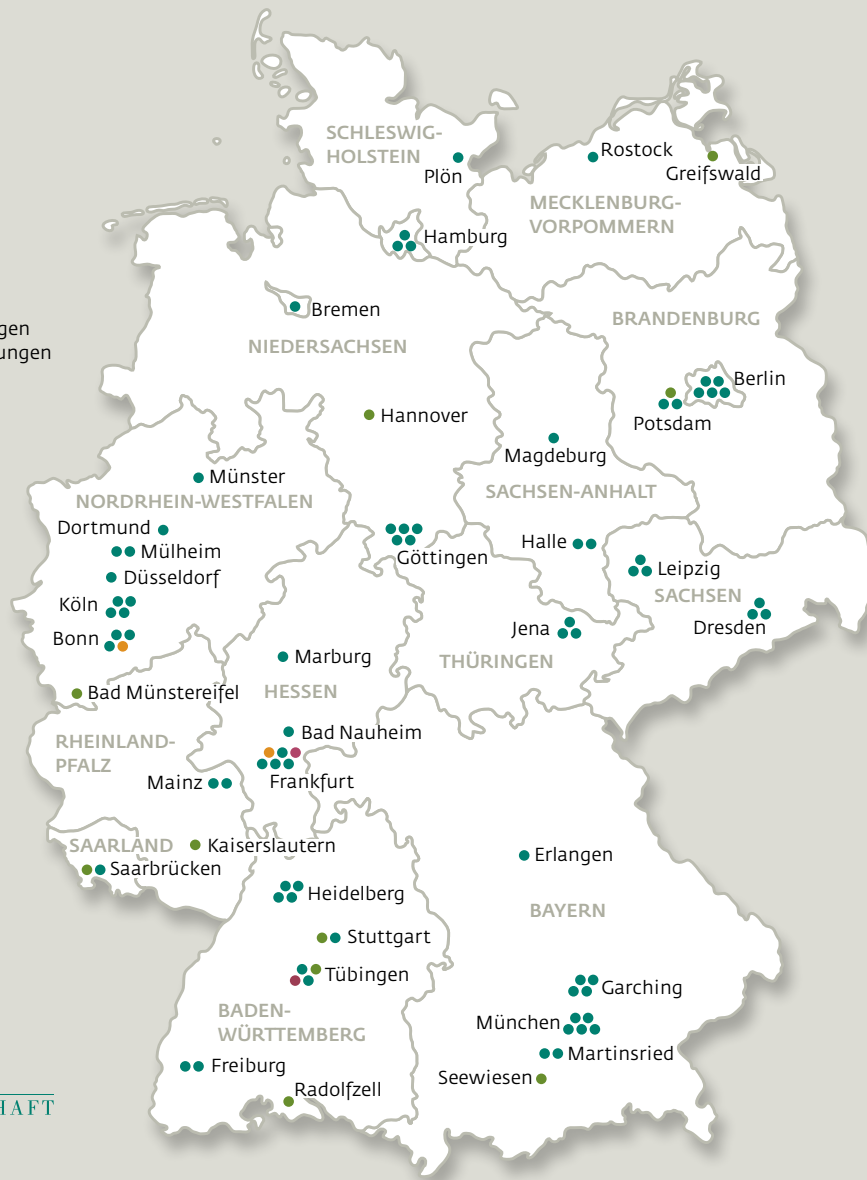 SCHLESWIG-
HOLSTEIN
Plön
Rostock
Greifswald
MECKLENBURG-
VORPOMMERN
Hamburg
Bremen
NIEDERSACHSEN
BRANDENBURG
gen
ungen
Berlin
Potsdam
Hannover
Magdeburg
SACHSEN-ANHALT
Münster
NORDRHEIN-WESTFALEN
Dortmund
Mülheim
Düsseldorf
Köln
Bonn
Göttingen
Halle
Leipzig
SACHSEN
Dresden
Jena
THÜRINGEN
Marburg
HESSEN
Bad Münstereifel
Bad Nauheim
RHEINLAND-
PFALZ
Mainz
Frankfurt
SAARLAND
Kaiserslautern
Saarbrücken
Erlangen
Heidelberg
BAYERN
Stuttgart
Tübingen
Garching
BADEN-
WÜRTTEMBERG
München
Martinsried
Freiburg
Seewiesen
Radolfzell
HAFT